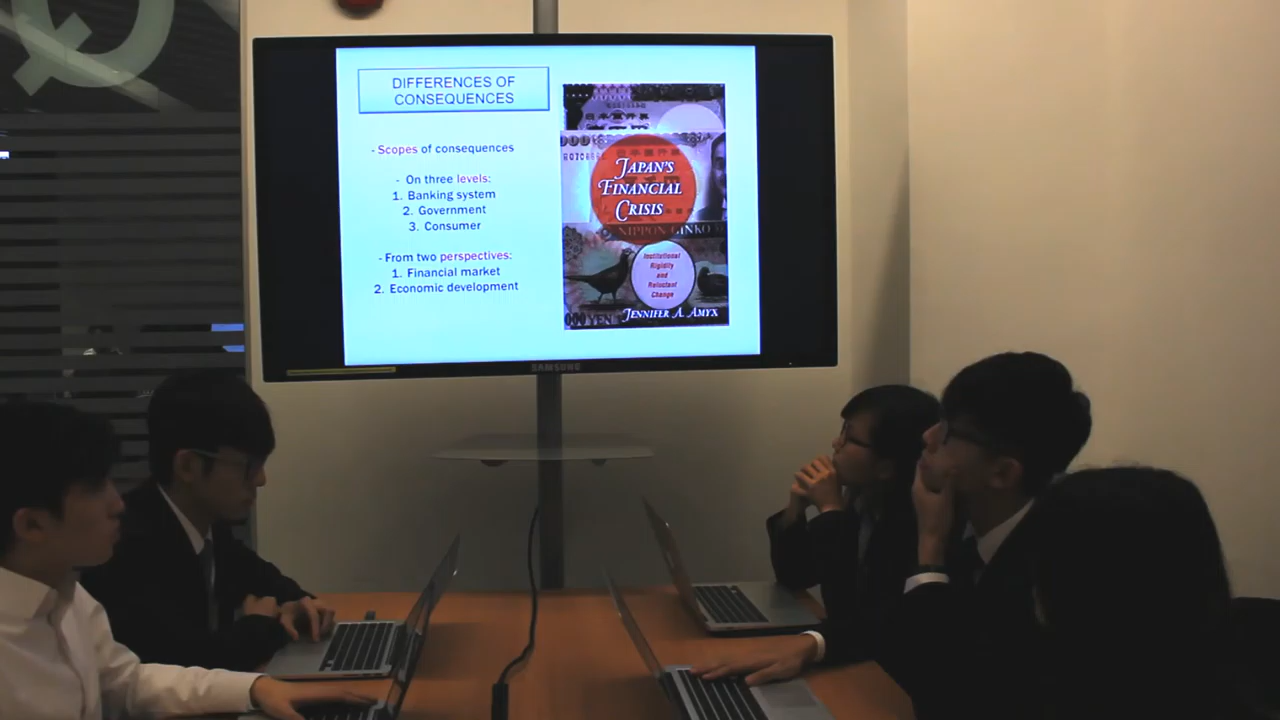 DIFFERENCES OF
CONSEQUENCES
- Scopes of consequences
- On three levels:
1. Banking system
2. Government
3. Consumer
- From two perspectives:
1. Financial market
2. Economic development
JAPAN'S
FINANCIAL
CRISIS
NIPPON GINKO
Institutional
Rigidity
and
Reluctant
Change
000 YEN
JENNIFER A. AMYX
SAMSUNG